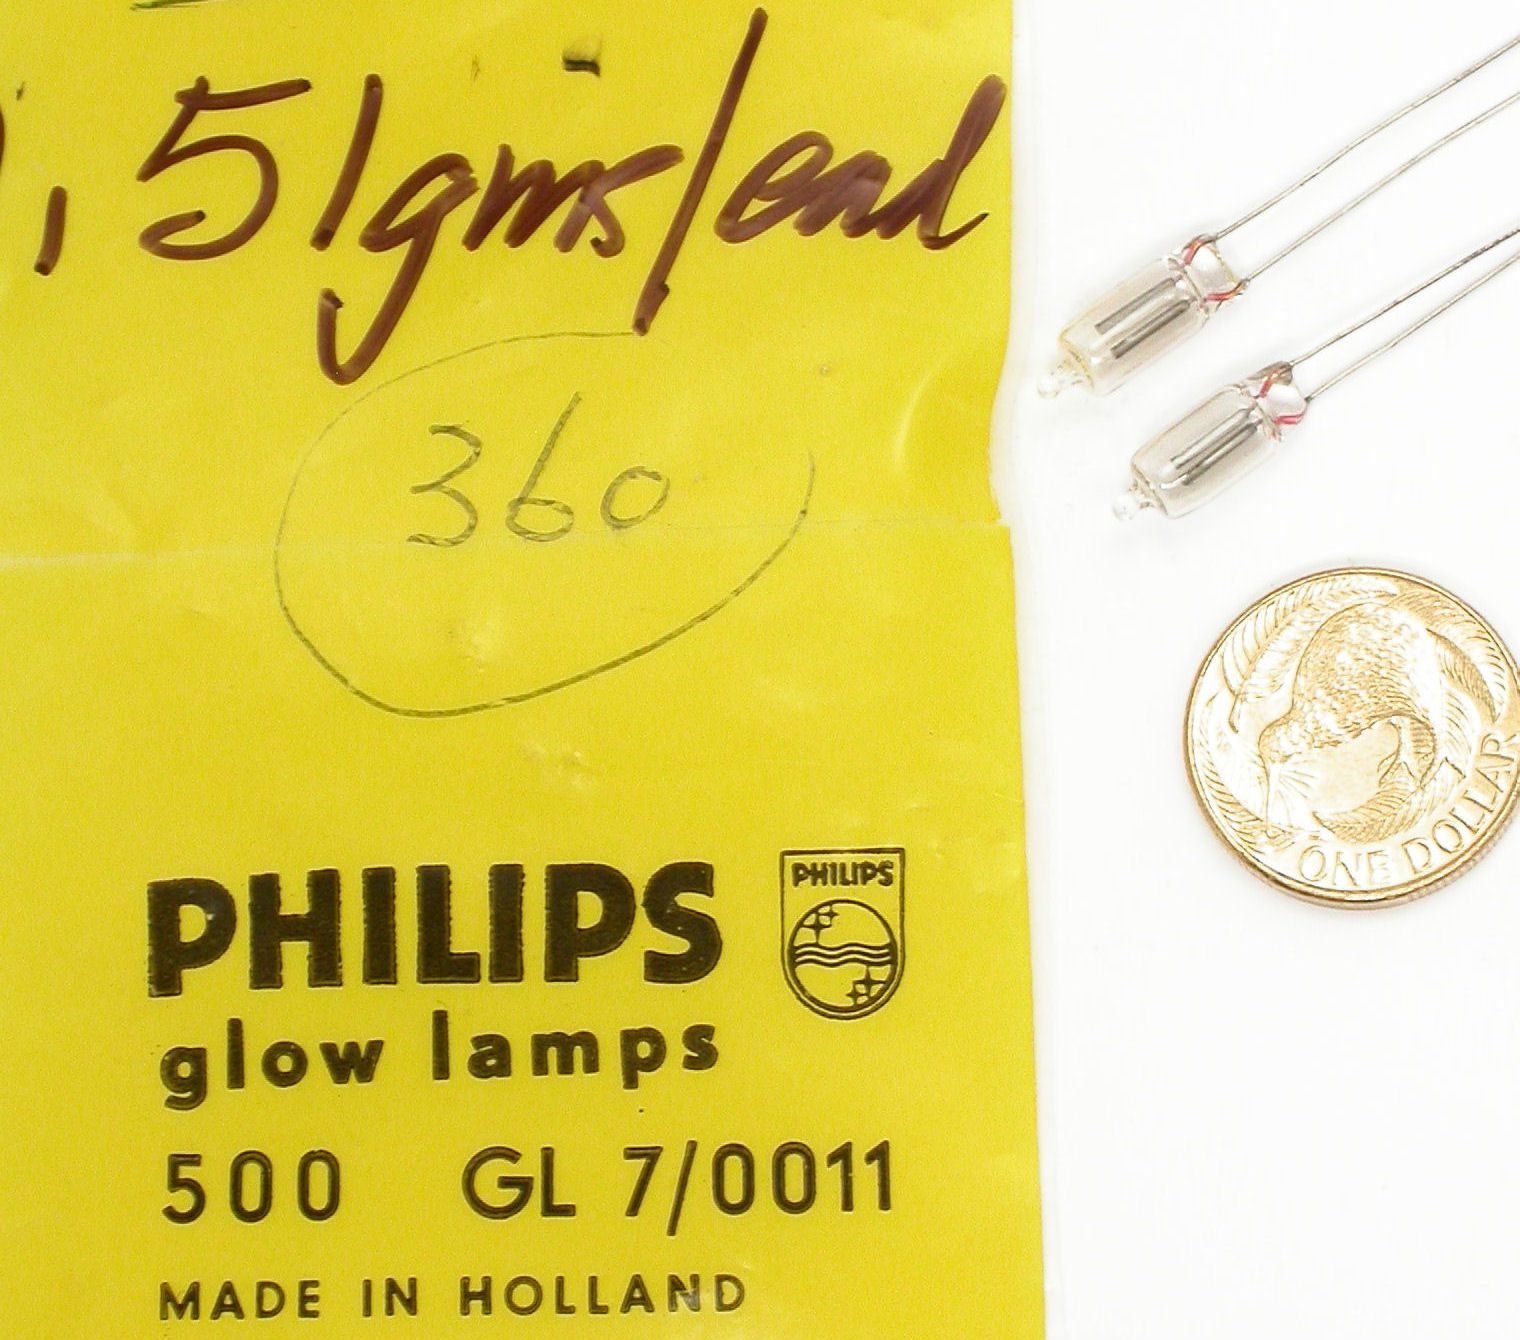 , 51gms/ead
360
PHILIPS
PHILIPS
glow lamps
500 GL 7/0011
MADE IN HOLLAND
ONE DOLLAR